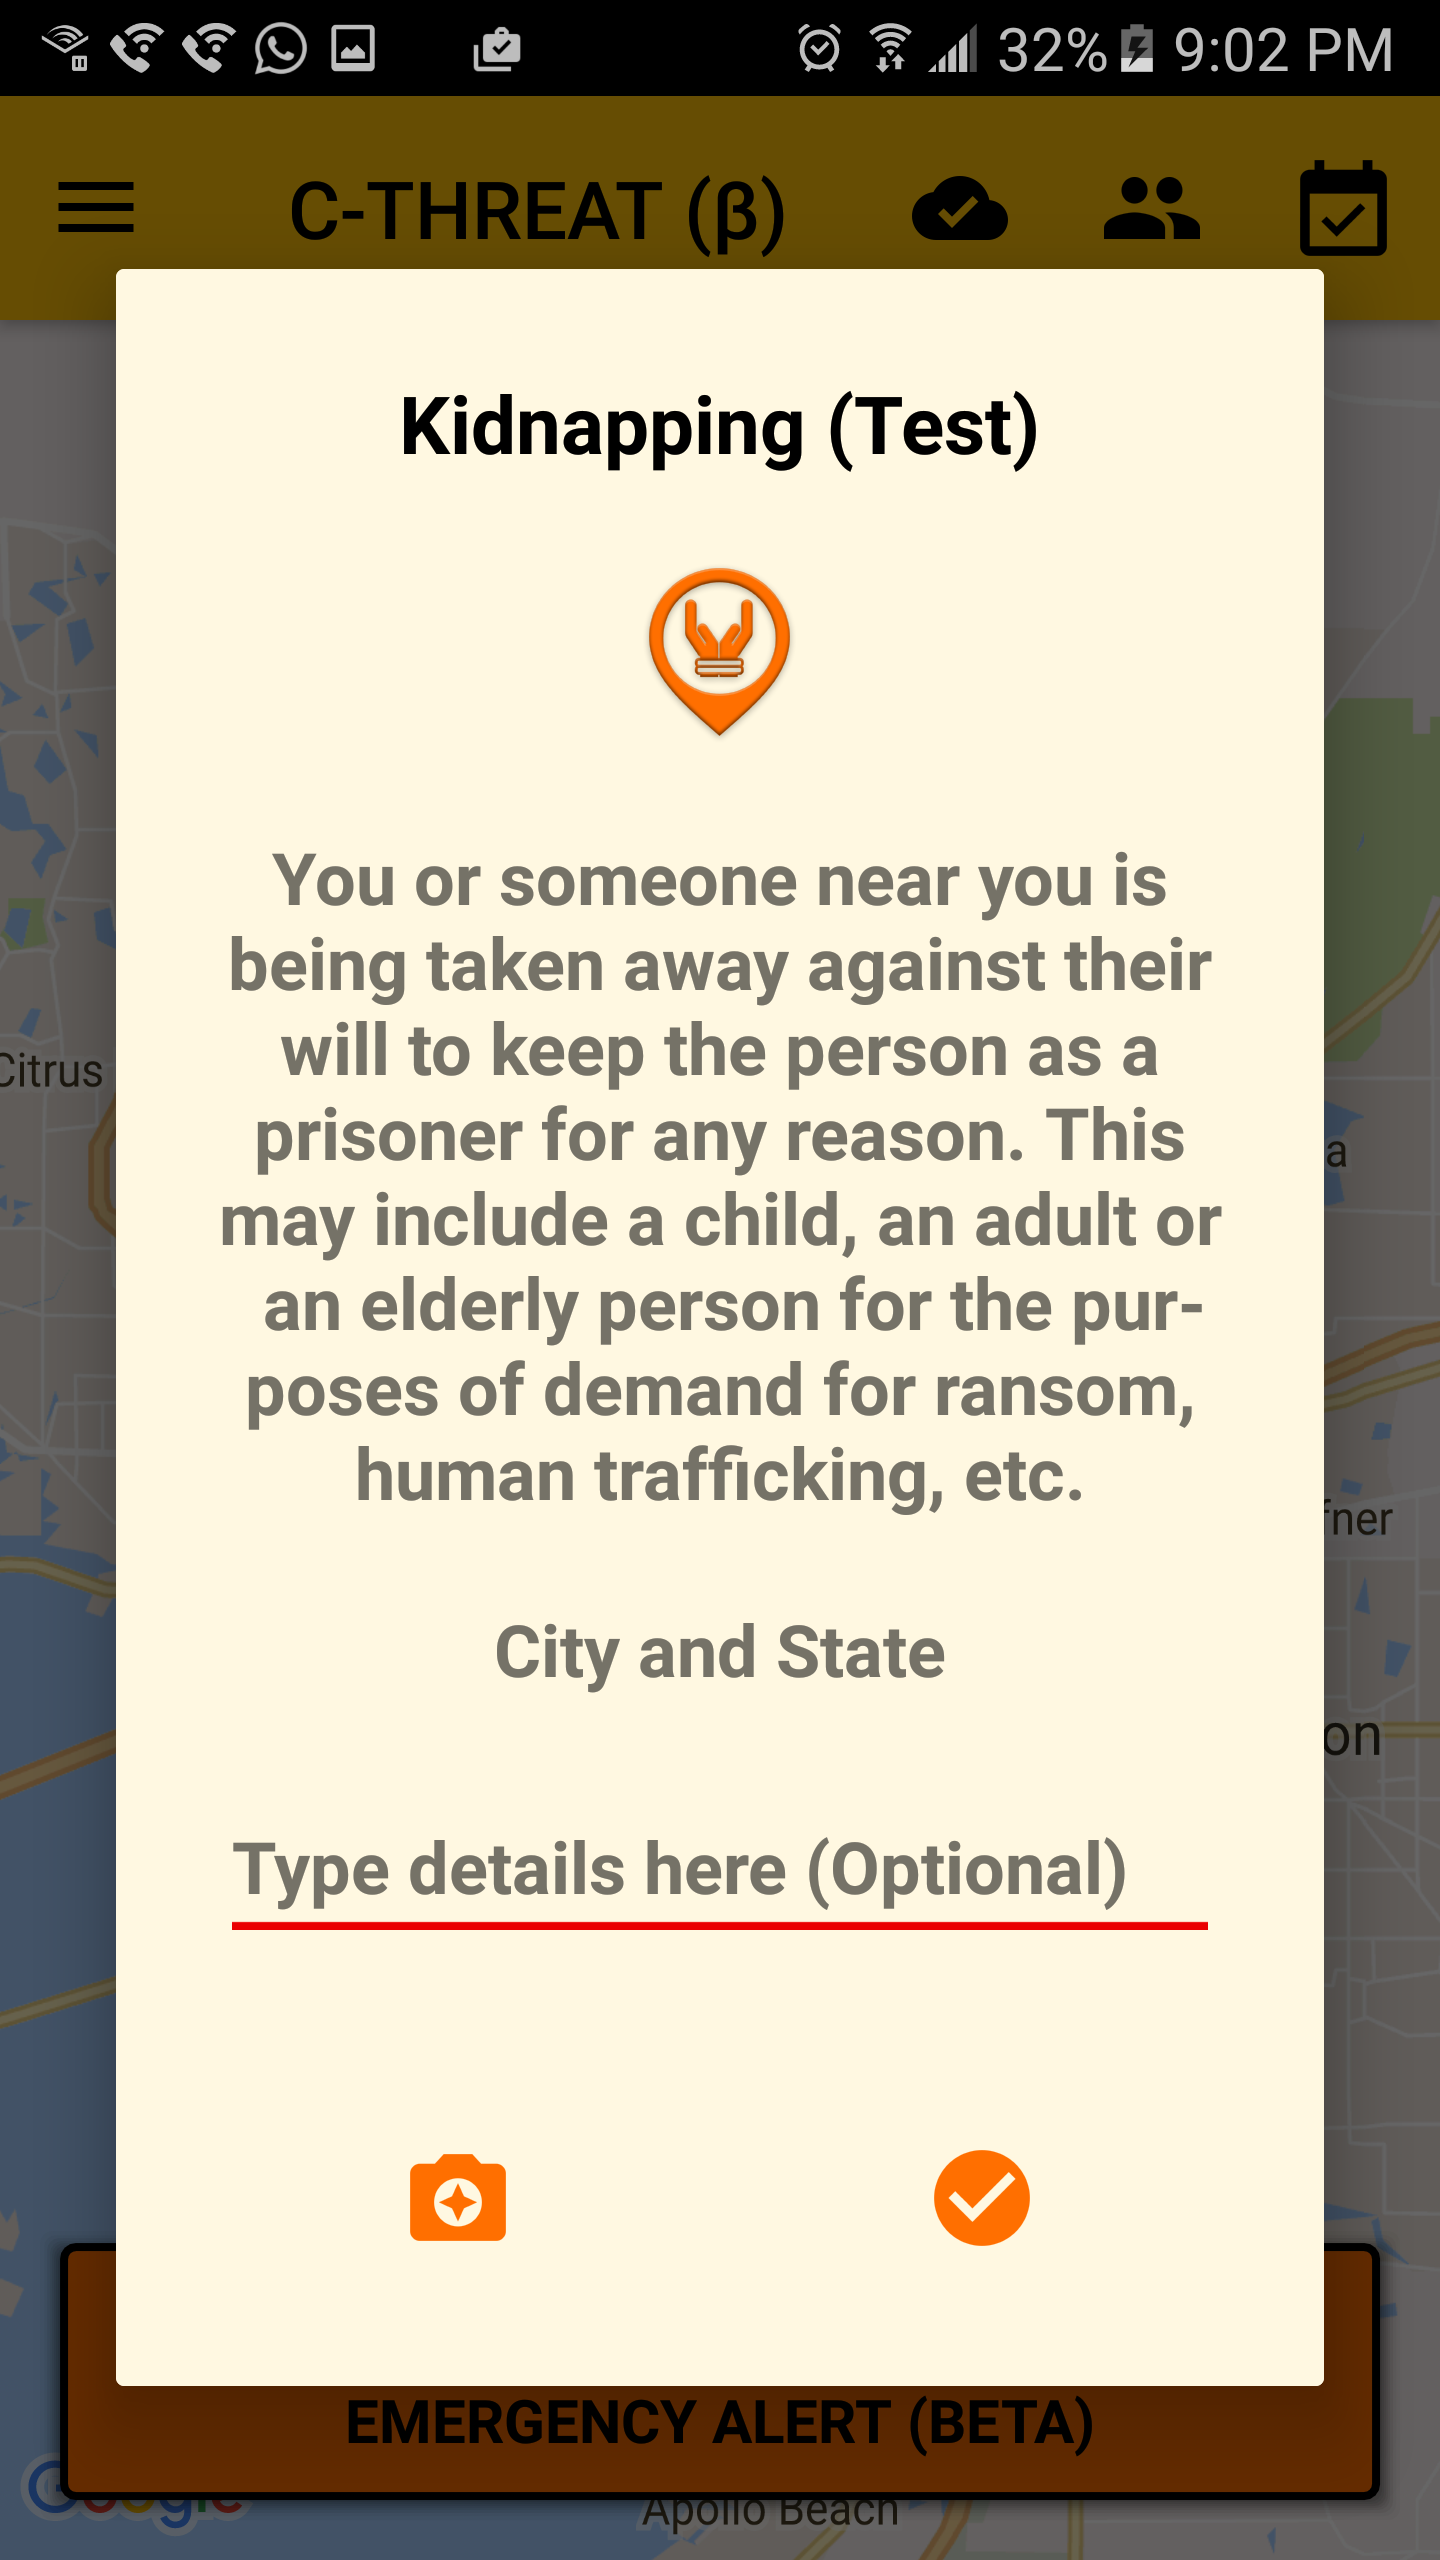 32% 9:02 PM
C-THREAT (β)
Kidnapping (Test)
You or someone near you is
being taken away against their
will to keep the person as a
prisoner for any reason. This
may include a child, an adult or
an elderly person for the pur-
poses of demand for ransom,
human trafficking, etc.
Citrus
a
fner
City and State
on
Type details here (Optional)
EMERGENCY ALERT (BETA)
Google
Apollo Beach